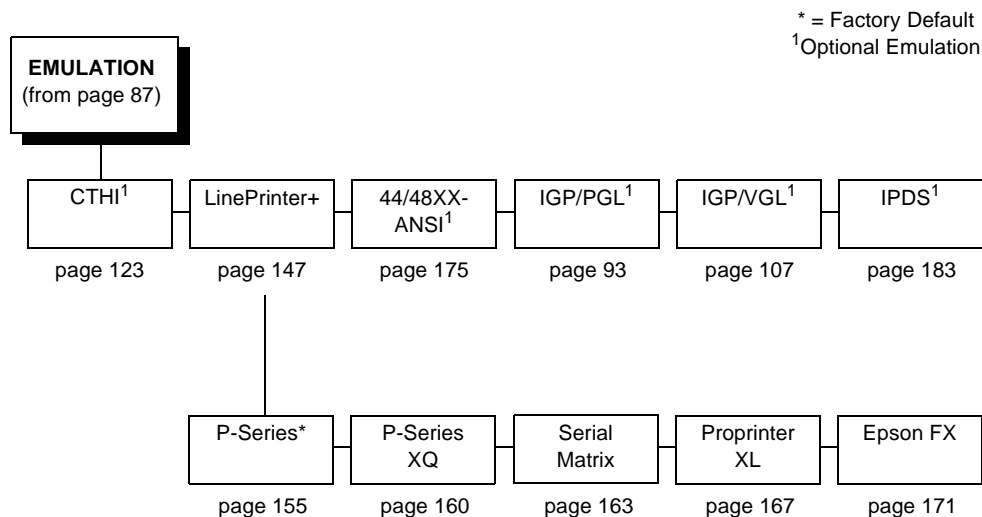 * = Factory Default
¹Optional Emulation
EMULATION
(from page 87)
CTHI¹
LinePrinter+
44/48XX-
ANSI¹
IGP/PGL¹
IGP/VGL¹
IPDS¹
page 123
page 147
page 175
page 93
page 107
page 183
P-Series*
P-Series
XQ
Serial
Matrix
Proprinter
XL
Epson FX
page 155
page 160
page 163
page 167
page 171